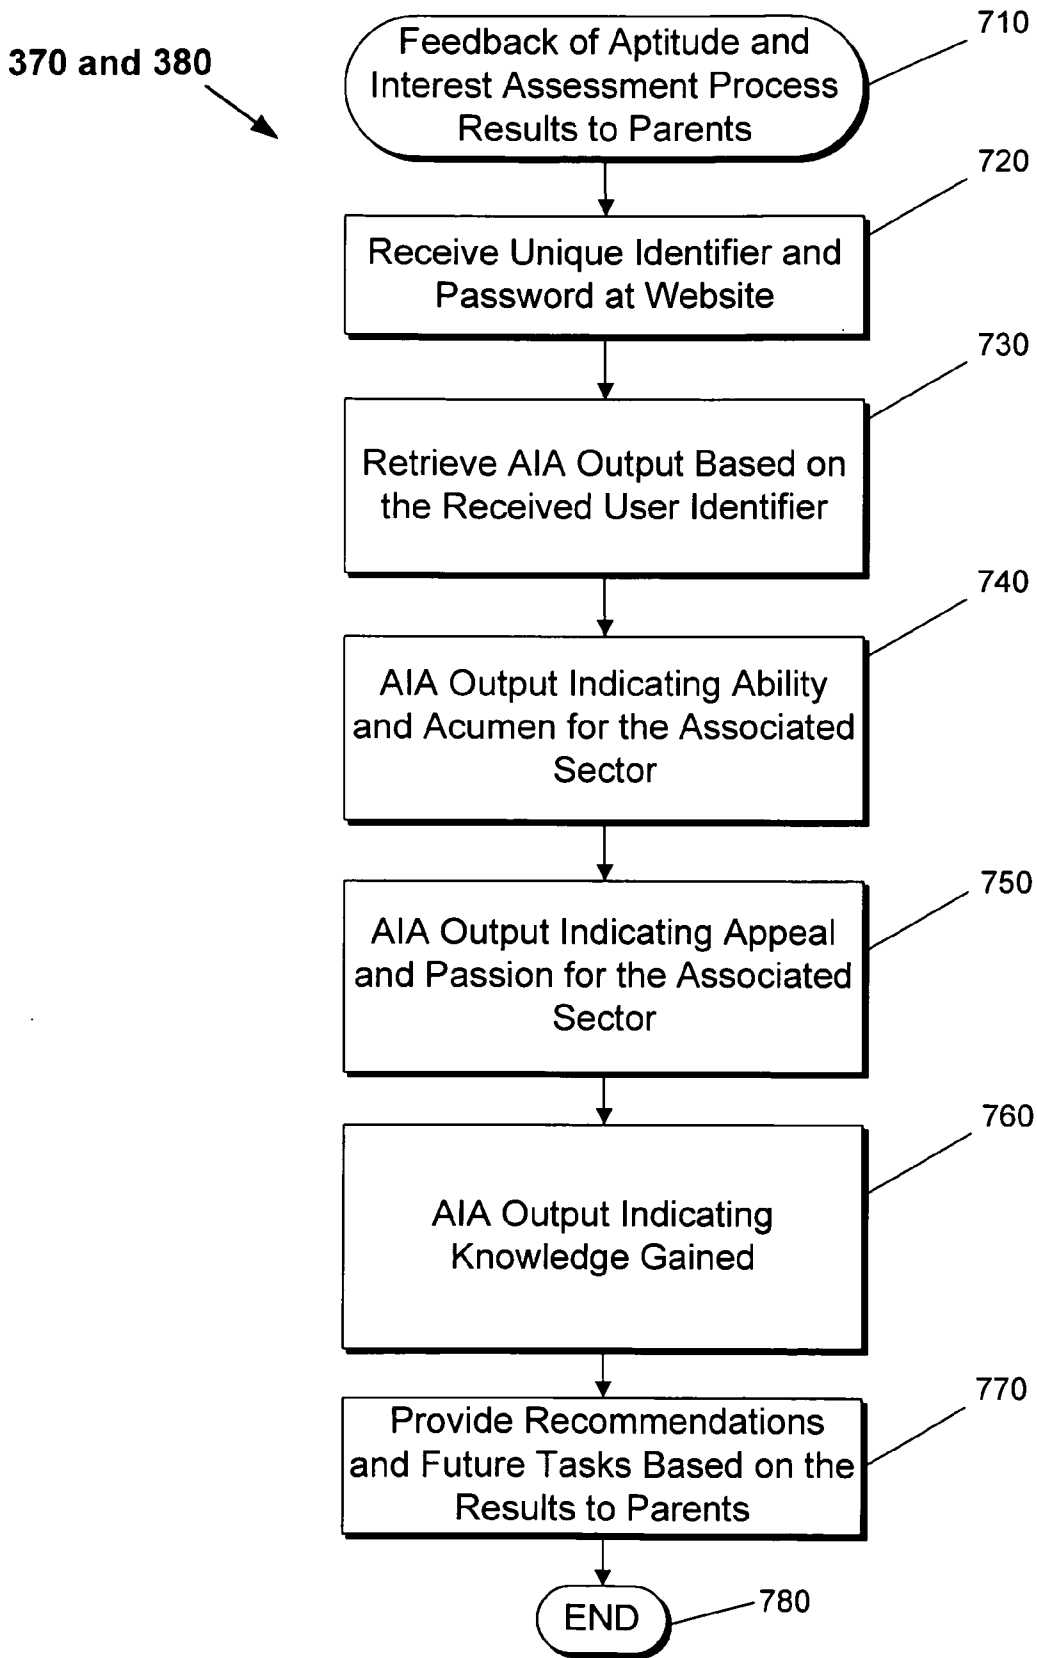 370 and 380
Feedback of Aptitude and
Interest Assessment Process
Results to Parents
710
Receive Unique Identifier and
Password at Website
720
Retrieve AIA Output Based on
the Received User Identifier
730
AIA Output Indicating Ability
and Acumen for the Associated
Sector
740
AIA Output Indicating Appeal
and Passion for the Associated
Sector
750
AIA Output Indicating
Knowledge Gained
760
Provide Recommendations
and Future Tasks Based on the
Results to Parents
770
END
780